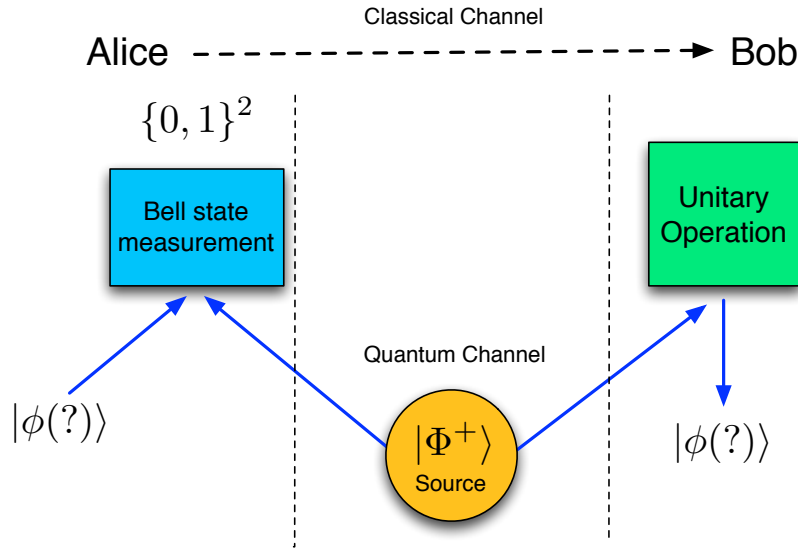 Classical Channel
Alice
Bob
{0, 1}²
Bell state
measurement
Unitary
Operation
Quantum Channel
|ϕ(?)⟩
|Φ⁺⟩
Source
|ϕ(?)⟩